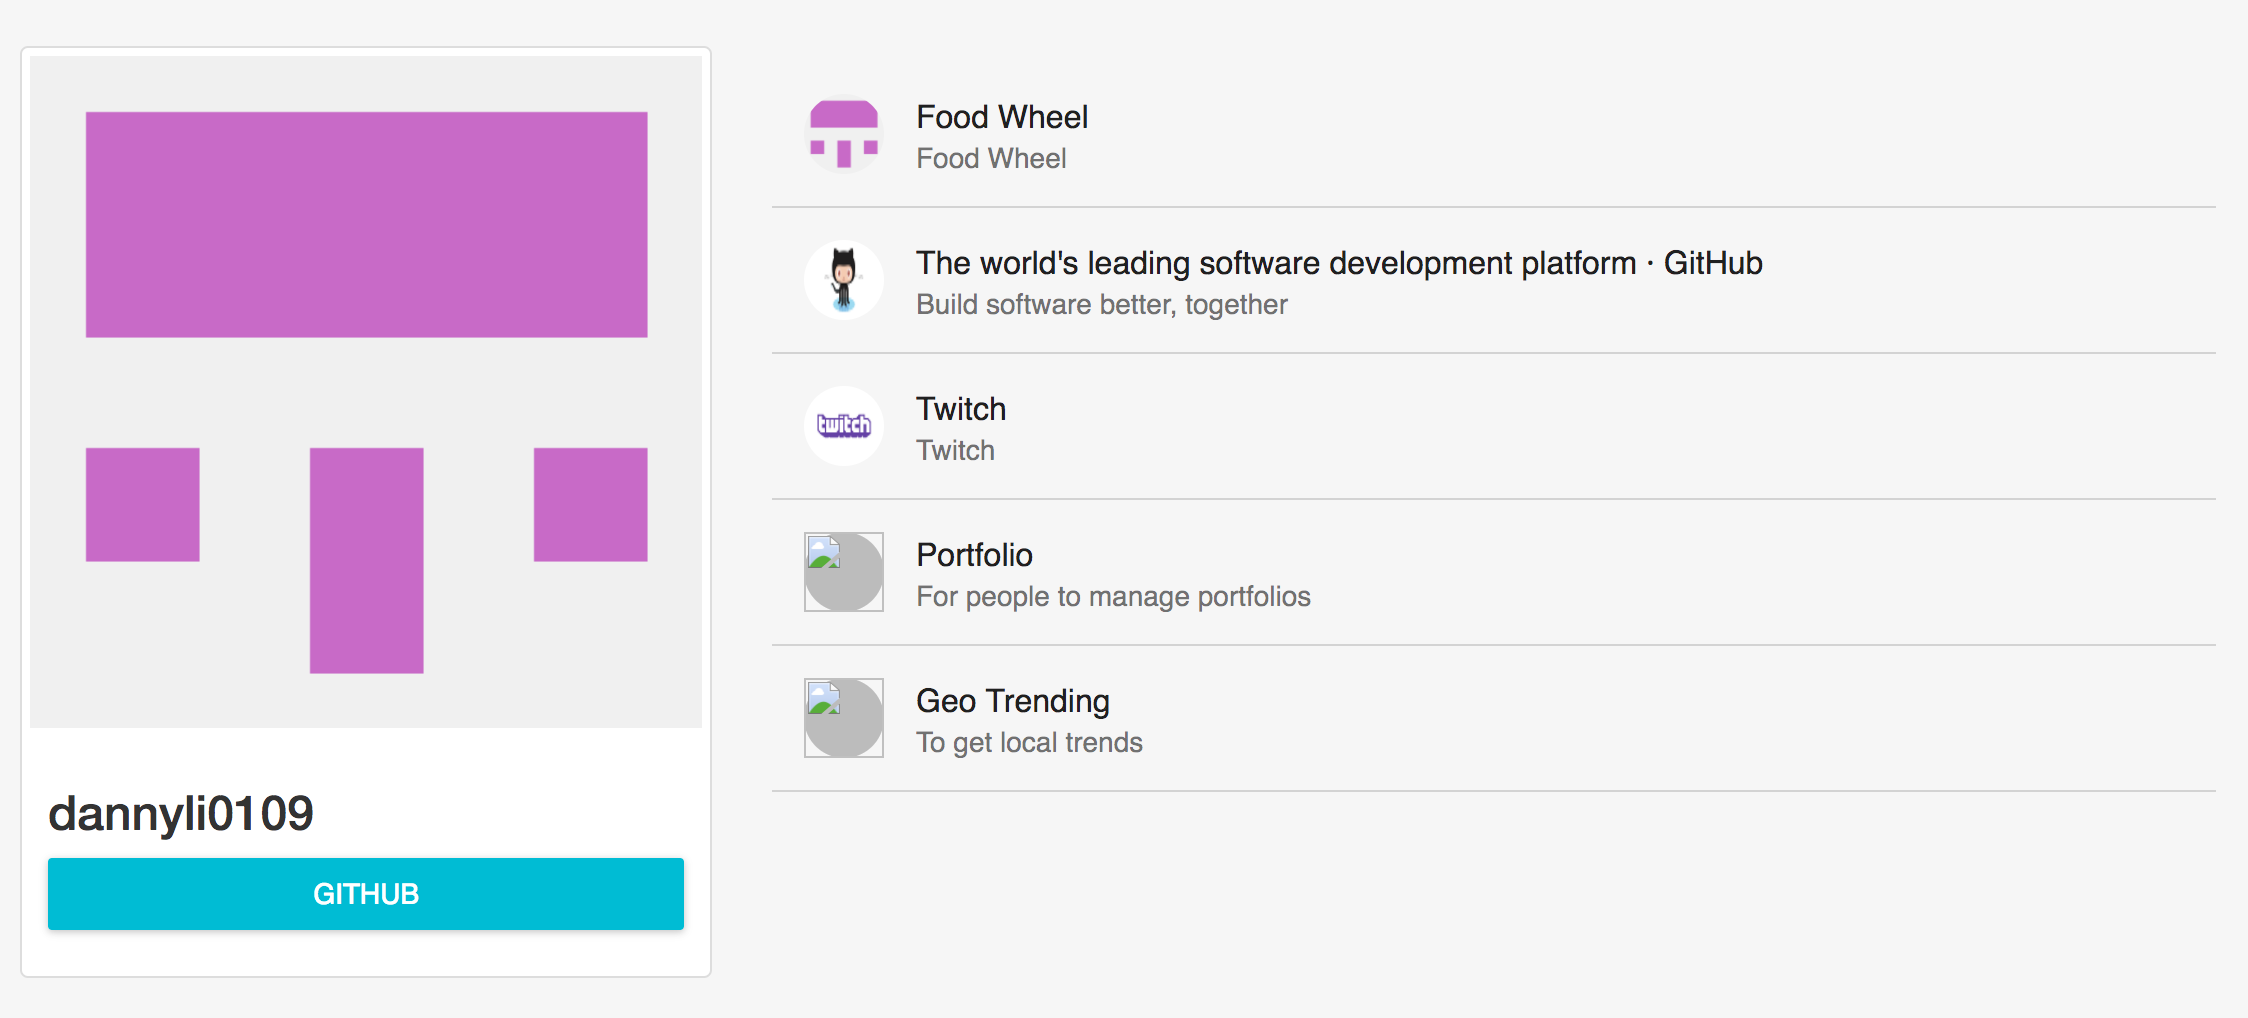 dannyli0109
GITHUB
Food Wheel
Food Wheel
The world's leading software development platform · GitHub
Build software better, together
twitch
Twitch
Twitch
Portfolio
For people to manage portfolios
Geo Trending
To get local trends